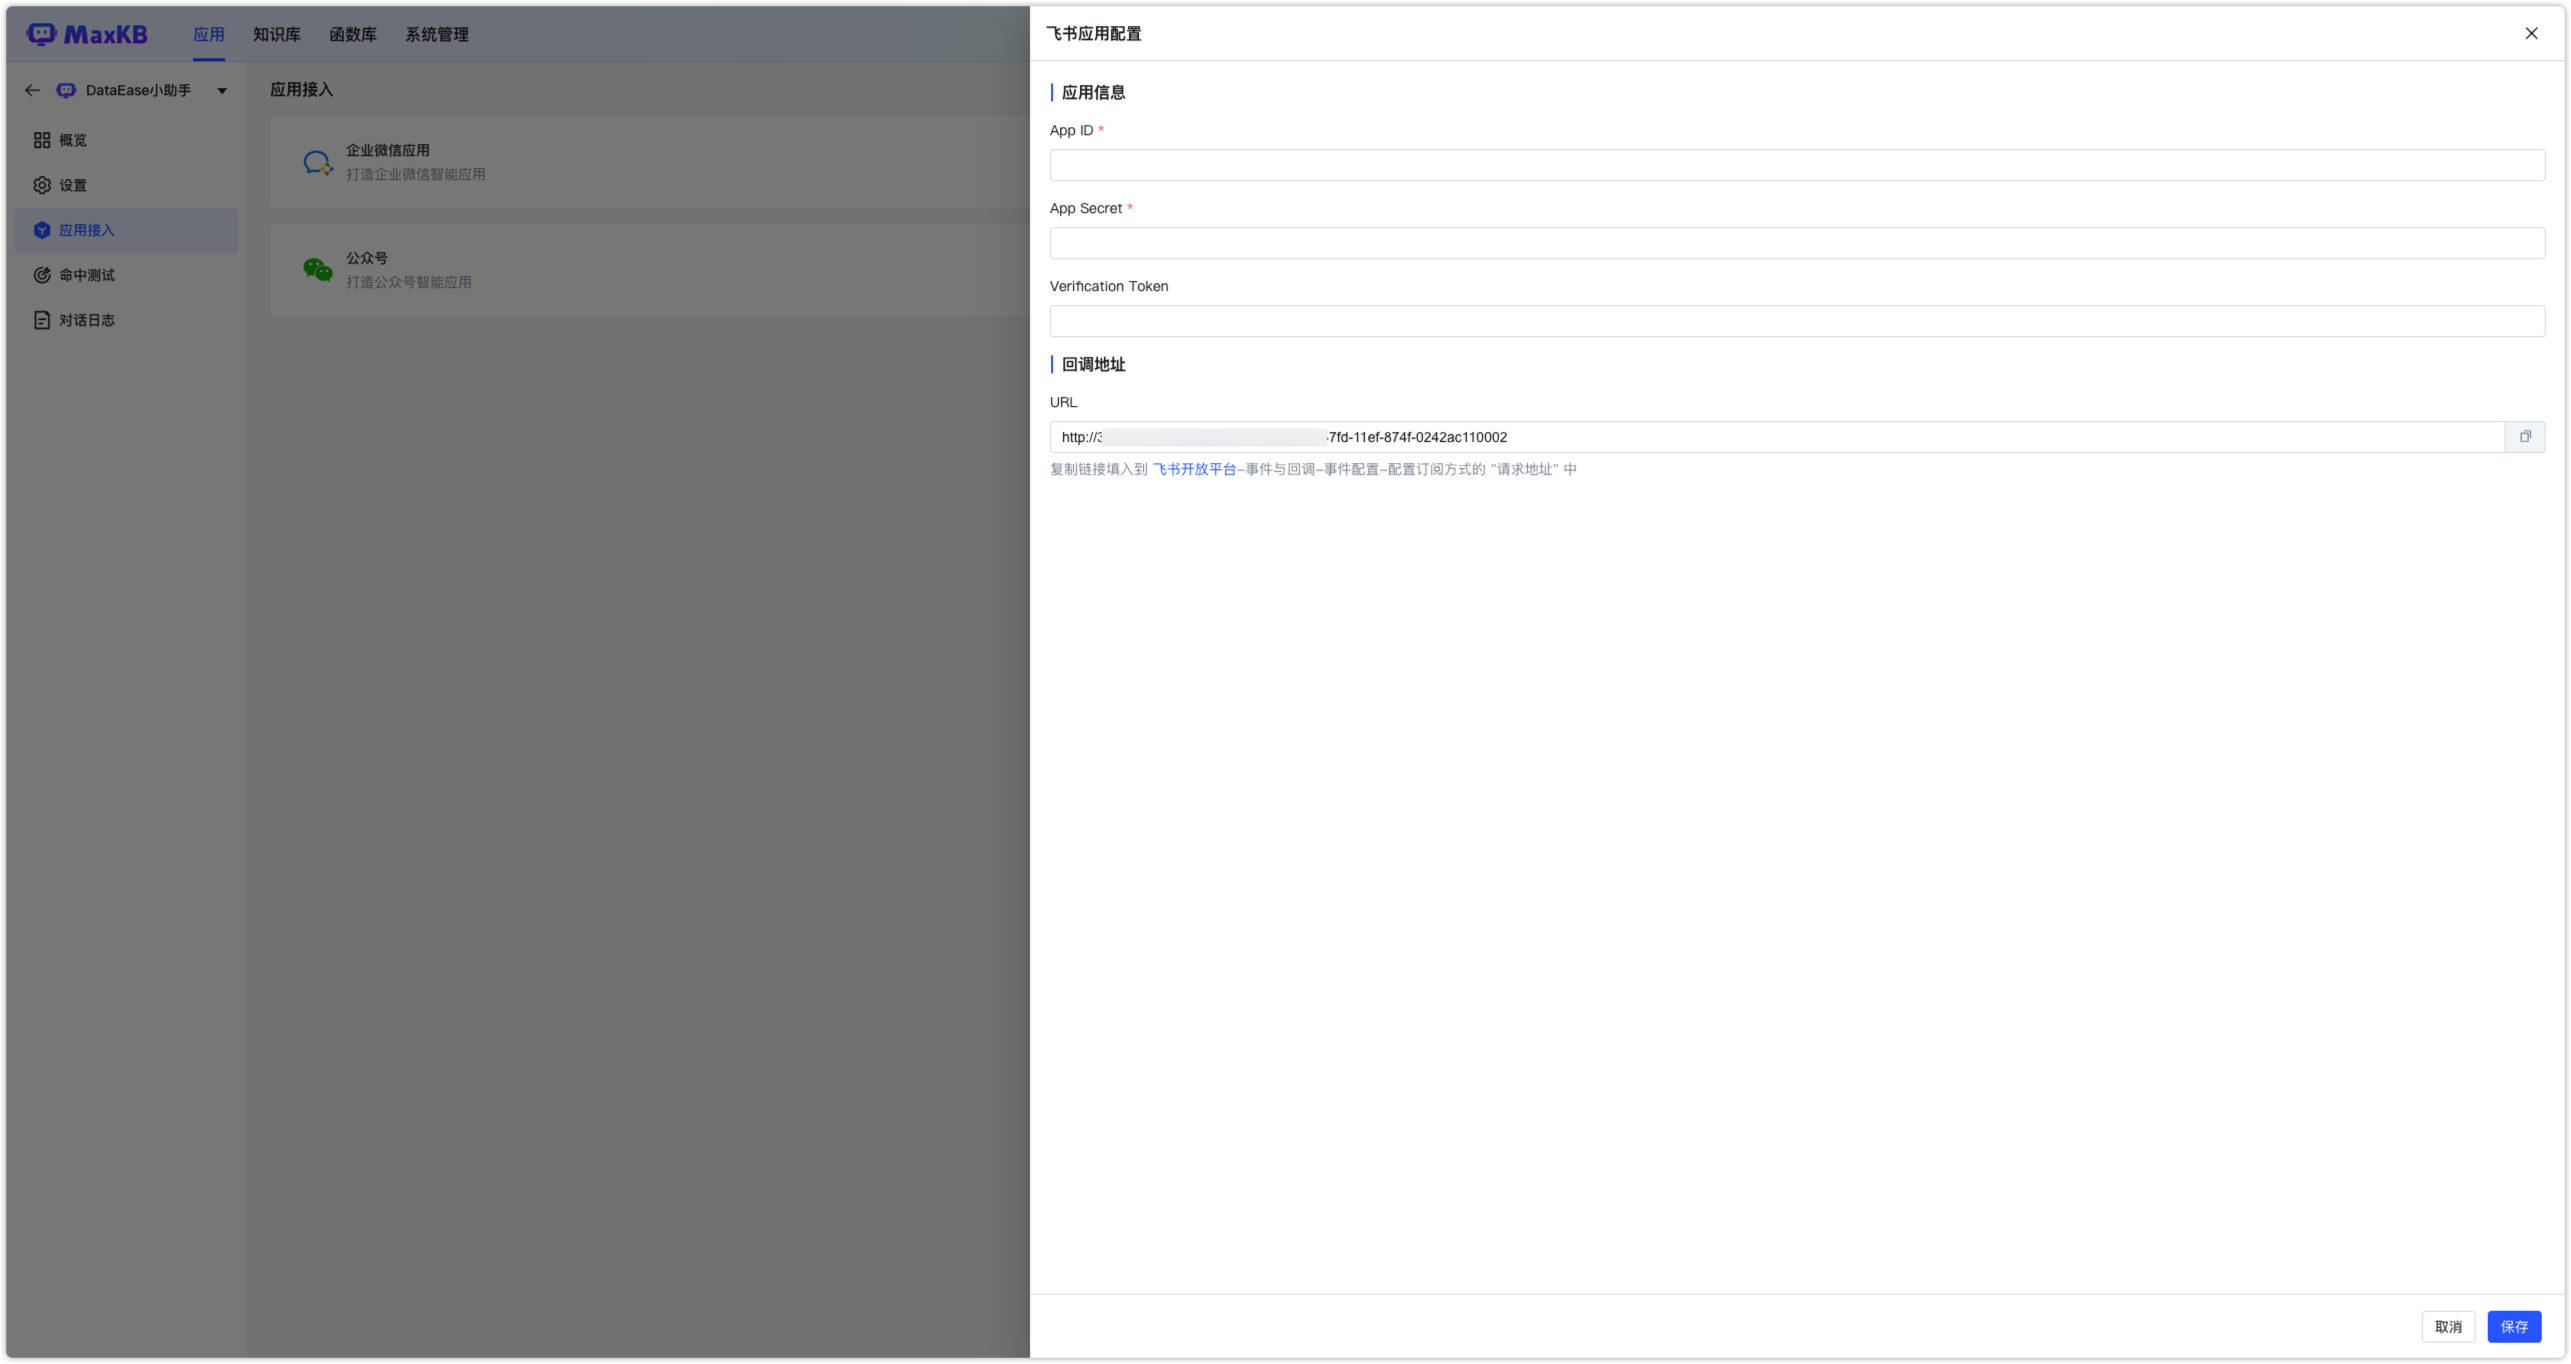 MaxKB
应用
知识库
函数库
系统管理
DataEase小助手
概览
设置
应用接入
命中测试
对话日志
应用接入
企业微信应用
打造企业微信智能应用
公众号
打造公众号智能应用
飞书应用配置
应用信息
App ID *
App Secret *
Verification Token
回调地址
URL
http://3 7fd-11ef-874f-0242ac110002
复制链接填入到 飞书开放平台-事件与回调-事件配置-配置订阅方式的 "请求地址" 中
取消
保存